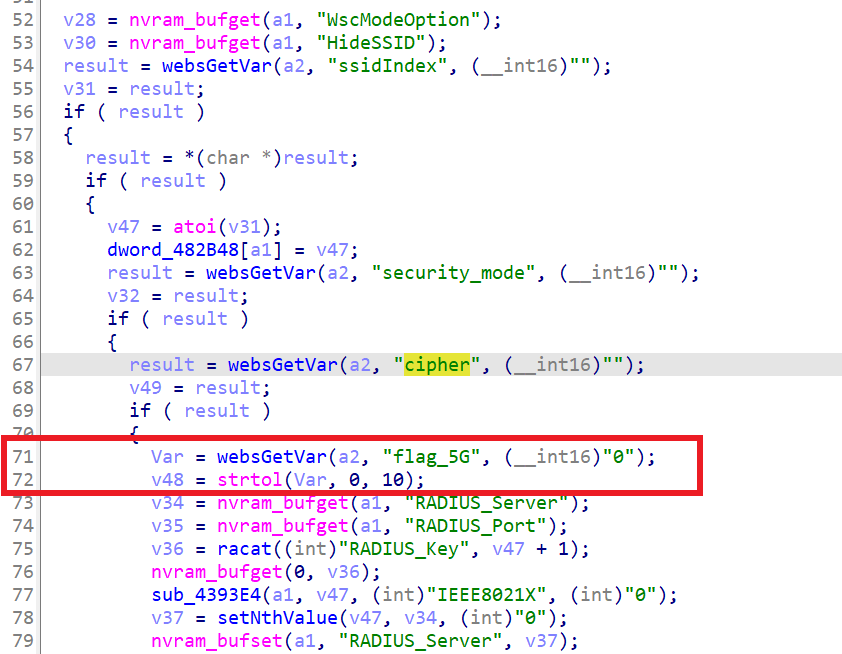 52 v28 = nvram_bufget(a1, "WscModeOption");
53 v30 = nvram_bufget(a1, "HideSSID");
54 result = websGetVar(a2, "ssidIndex", (__int16)"");
55 v31 = result;
56 if ( result )
57 {
58 result = *(char *)result;
59 if ( result )
60 {
61 v47 = atoi(v31);
62 dword_482B48[a1] = v47;
63 result = websGetVar(a2, "security_mode", (__int16)"");
64 v32 = result;
65 if ( result )
66 {
67 result = websGetVar(a2, "cipher", (__int16)"");
68 v49 = result;
69 if ( result )
70 {
71 Var = websGetVar(a2, "flag_5G", (__int16)"0");
72 v48 = strtol(Var, 0, 10);
73 v34 = nvram_bufget(a1, "RADIUS_Server");
74 v35 = nvram_bufget(a1, "RADIUS_Port");
75 v36 = racat((int)"RADIUS_Key", v47 + 1);
76 nvram_bufget(0, v36);
77 sub_4393E4(a1, v47, (int)"IEEE8021X", (int)"0");
78 v37 = setNthValue(v47, v34, (int)"0");
79 nvram_bufset(a1, "RADIUS_Server", v37);